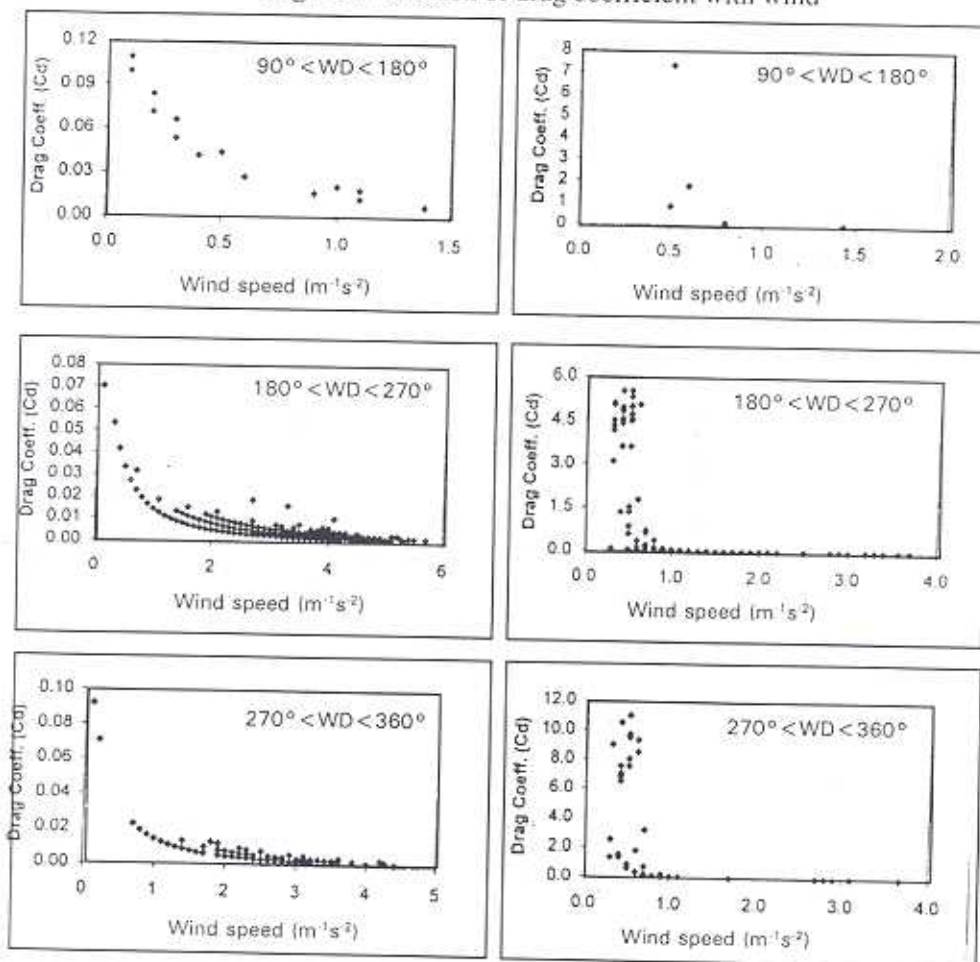 drag coefficient with wind
0.12
0.09
0.06
0.03
0.00
Drag Coeff. (Cd)
90°<WD<180°
0.0 0.5 1.0 1.5
Wind speed (m⁻¹s⁻²)
8
7
6
5
4
3
2
1
0
Drag Coeff. (Cd)
90°<WD<180°
0.0 0.5 1.0 1.5 2.0
Wind speed (m⁻¹s⁻²)
0.08
0.07
0.06
0.05
0.04
0.03
0.02
0.01
0.00
Drag Coeff. (Cd)
180°<WD<270°
0 2 4 6
Wind speed (m⁻¹s⁻²)
6.0
4.5
3.0
1.5
0.0
Drag Coeff. (Cd)
180°<WD<270°
0.0 1.0 2.0 3.0 4.0
Wind speed (m⁻¹s⁻²)
0.10
0.08
0.06
0.04
0.02
0.00
Drag Coeff. (Cd)
270°<WD<360°
0 1 2 3 4 5
Wind speed (m⁻¹s⁻²)
12.0
10.0
8.0
6.0
4.0
2.0
0.0
Drag Coeff. (Cd)
270°<WD<360°
0.0 1.0 2.0 3.0 4.0
Wind speed (m⁻¹s⁻²)